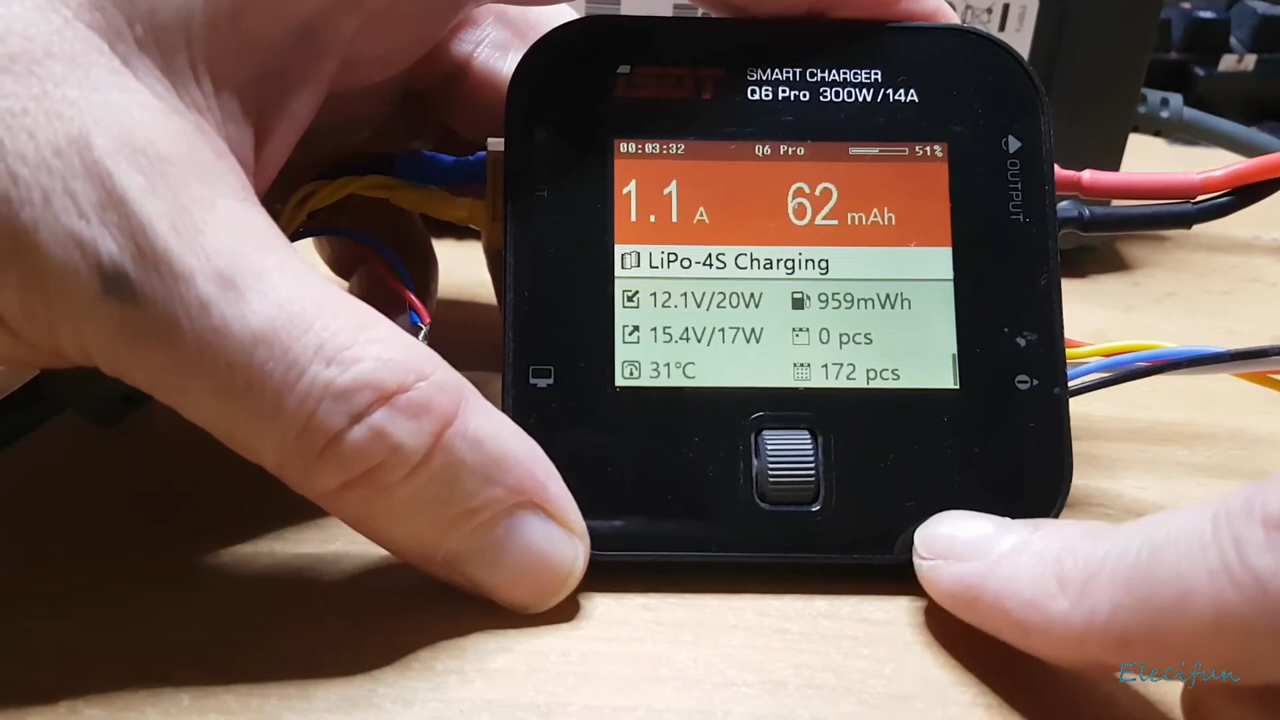 ISDT
SMART CHARGER
Q6 Pro 300W/14A
00:03:32 Q6 Pro 51%
1.1 A 62 mAh
LiPo-4S Charging
12.1V/20W 959mWh
15.4V/17W 0 pcs
31℃ 172 pcs
OUTPUT
Elecifun